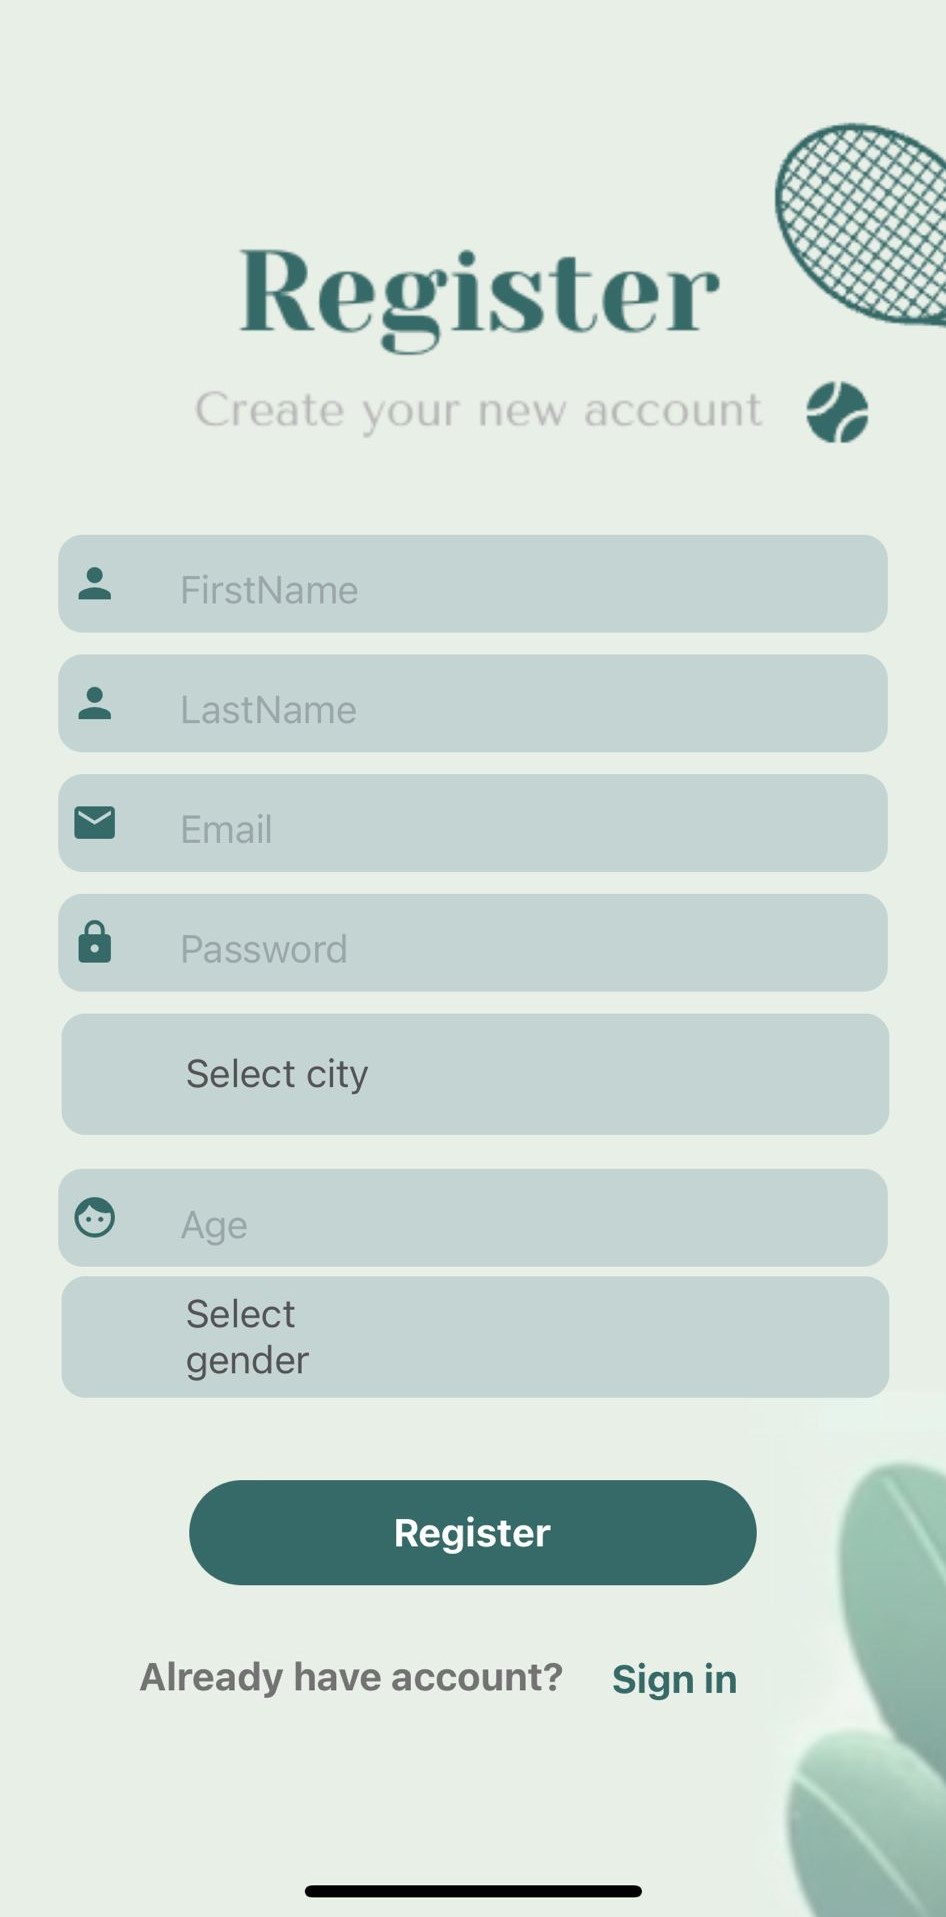 Register
Create your new account
FirstName
LastName
Email
Password
Select city
Age
Select
gender
Register
Already have account? Sign in